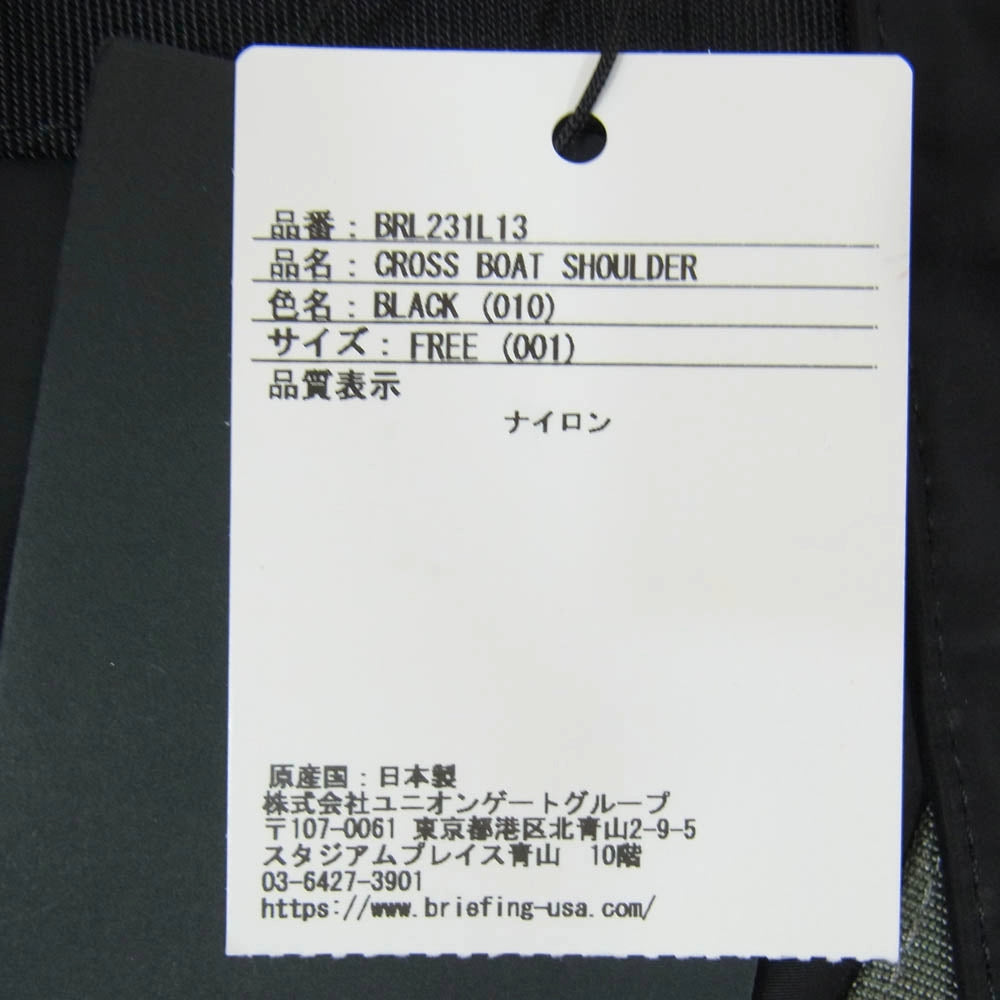 品番: BRL231L13
品名: CROSS BOAT SHOULDER
色名: BLACK (010)
サイズ: FREE (001)
品質表示
ナイロン
原産国:日本製
株式会社ユニオンゲートグループ
〒107-0061 東京都港区北青山2-9-5
スタジアムプレイス青山 10階
03-6427-3901
https://www.briefing-usa.com/